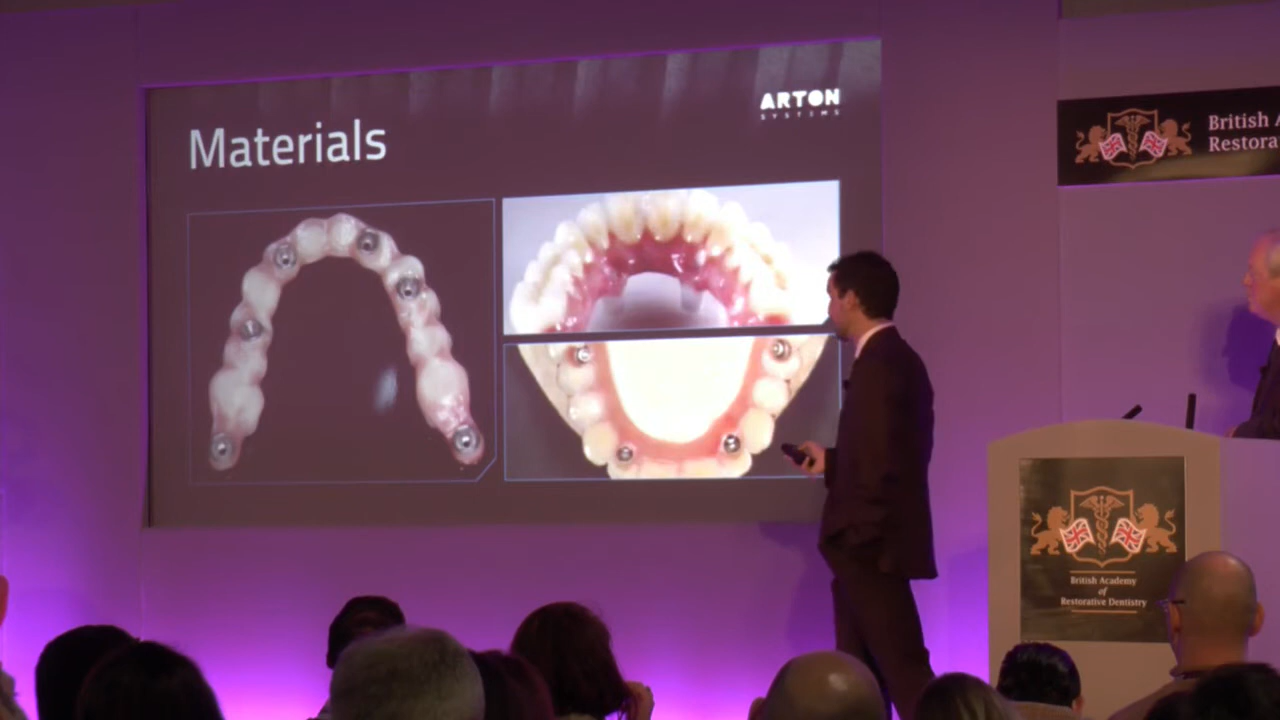 ARTON
SYSTEMS
Materials
British
Restora
British Academy
of
Restorative Dentistry